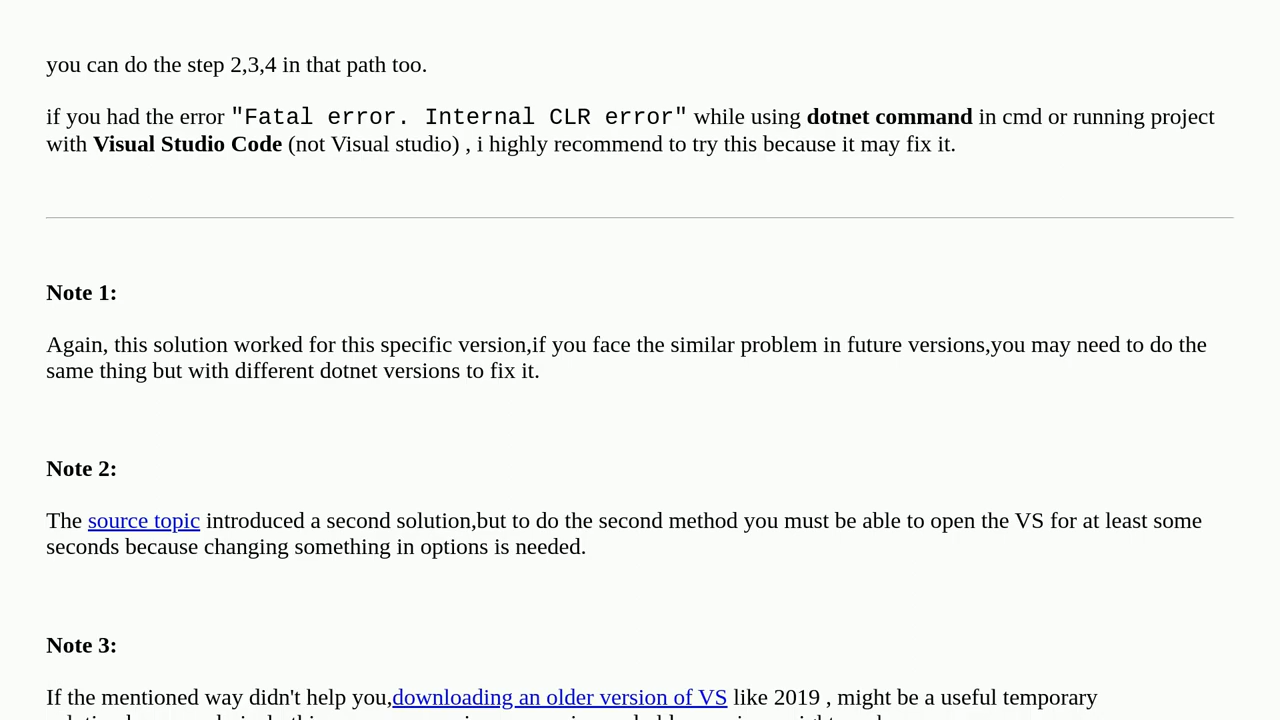 you can do the step 2,3,4 in that path too.
if you had the error "Fatal error. Internal CLR error" while using dotnet command in cmd or running project
with Visual Studio Code (not Visual studio) , i highly recommend to try this because it may fix it.
Note 1:
Again, this solution worked for this specific version,if you face the similar problem in future versions,you may need to do the
same thing but with different dotnet versions to fix it.
Note 2:
The source topic introduced a second solution,but to do the second method you must be able to open the VS for at least some
seconds because changing something in options is needed.
Note 3:
If the mentioned way didn't help you,downloading an older version of VS like 2019 , might be a useful temporary